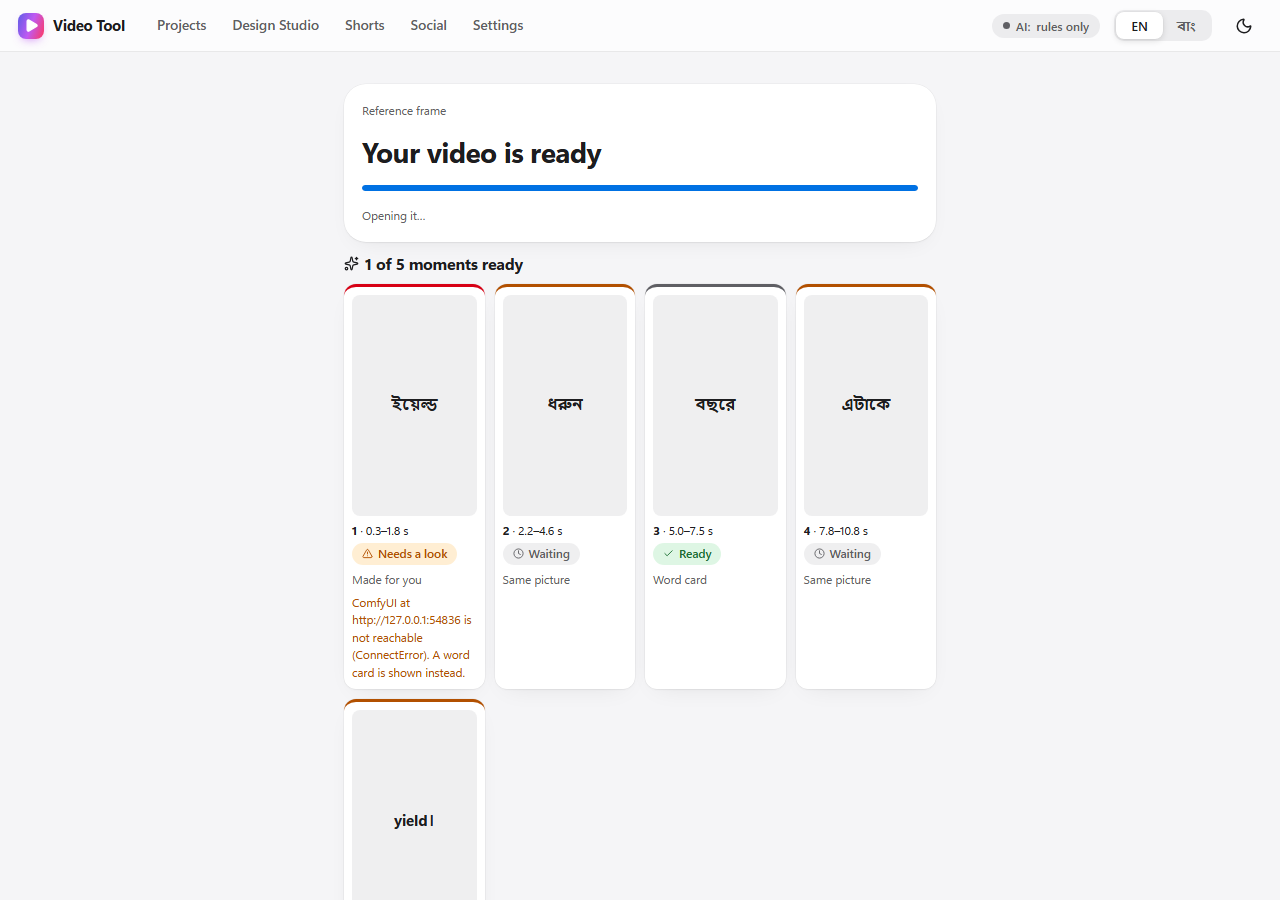 Video Tool
Projects
Design Studio
Shorts
Social
Settings
AI: rules only
EN
বাং
Reference frame
Your video is ready
Opening it...
1 of 5 moments ready
ইয়েল্ড
1 · 0.3–1.8 s
Needs a look
Made for you
ComfyUI at
http://127.0.0.1:54836 is
not reachable
(ConnectError). A word
card is shown instead.
ধরুন
2 · 2.2–4.6 s
Waiting
Same picture
বছরে
3 · 5.0–7.5 s
Ready
Word card
এটাকে
4 · 7.8–10.8 s
Waiting
Same picture
yield।